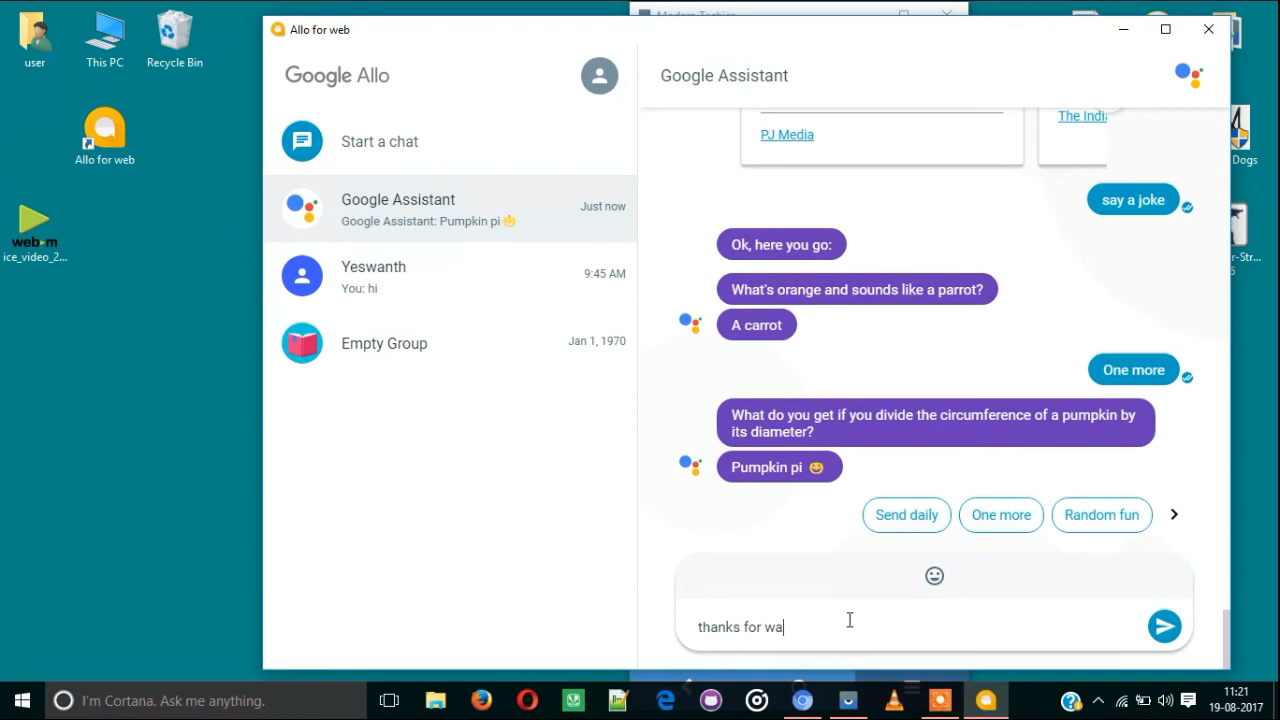 Allo for web
user
This PC
Recycle Bin
Allo for web
webm
ice_video_2...
Google Allo
Start a chat
Google Assistant
Just now
Google Assistant: Pumpkin pi 🎃
Yeswanth
9:45 AM
You: hi
Empty Group
Jan 1, 1970
Google Assistant
PJ Media
The India
say a joke
Ok, here you go:
What's orange and sounds like a parrot?
A carrot
One more
What do you get if you divide the circumference of a pumpkin by
its diameter?
Pumpkin pi 🎃
Send daily
One more
Random fun
thanks for wa
Dogs
r-Str...
I'm Cortana. Ask me anything.
11:21
19-08-2017